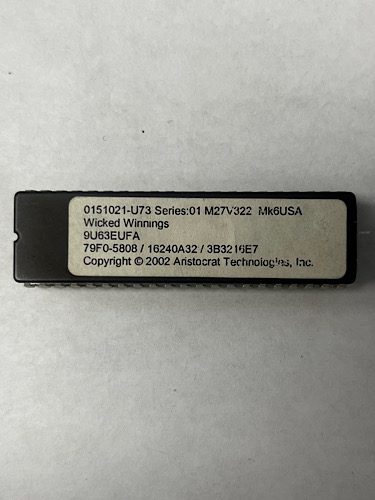 0151021-U73 Series:01 M27V322 Mk6USA
Wicked Winnings
9U63EUFA
79F0-5808 / 16240A32 / 3B3216E7
Copyright © 2002 Aristocrat Technologies, Inc.